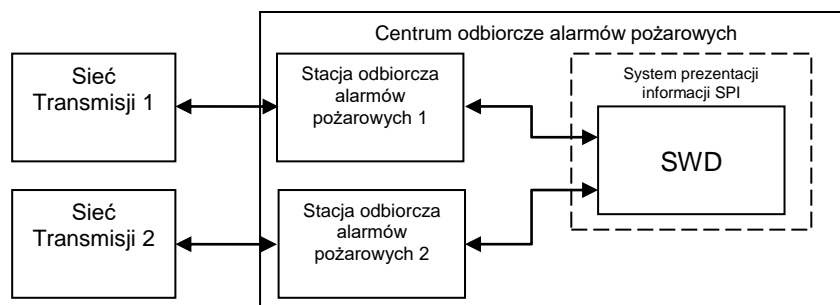 Centrum odbiorcze alarmów pożarowych
Sieć
Transmisji 1
Stacja odbiorcza
alarmów
pożarowych 1
System prezentacji
informacji SPI
SWD
Sieć
Transmisji 2
Stacja odbiorcza
alarmów
pożarowych 2